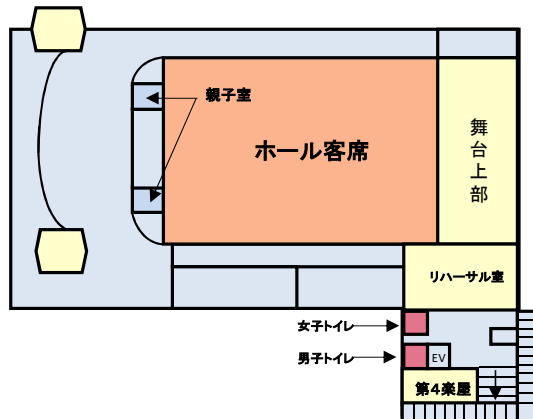 親子室
ホール客席
舞台上部
リハーサル室
女子トイレ
男子トイレ
EV
第4楽屋